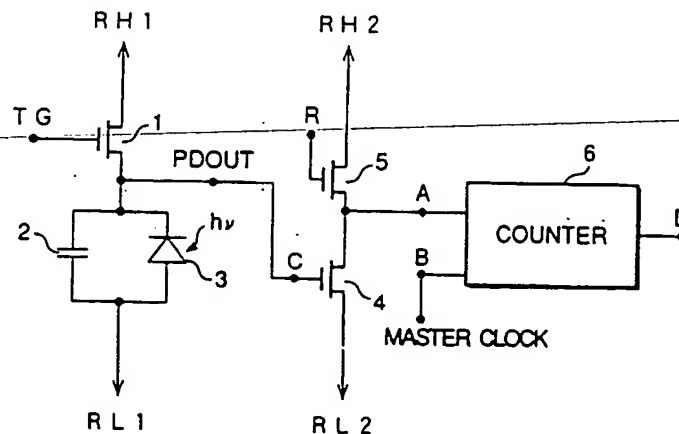 RH1 RH2
TG
1
R
PDOUT
5
6
A
2
hν
3
C
B
COUNTER
4
MASTER CLOCK
RL1 RL2